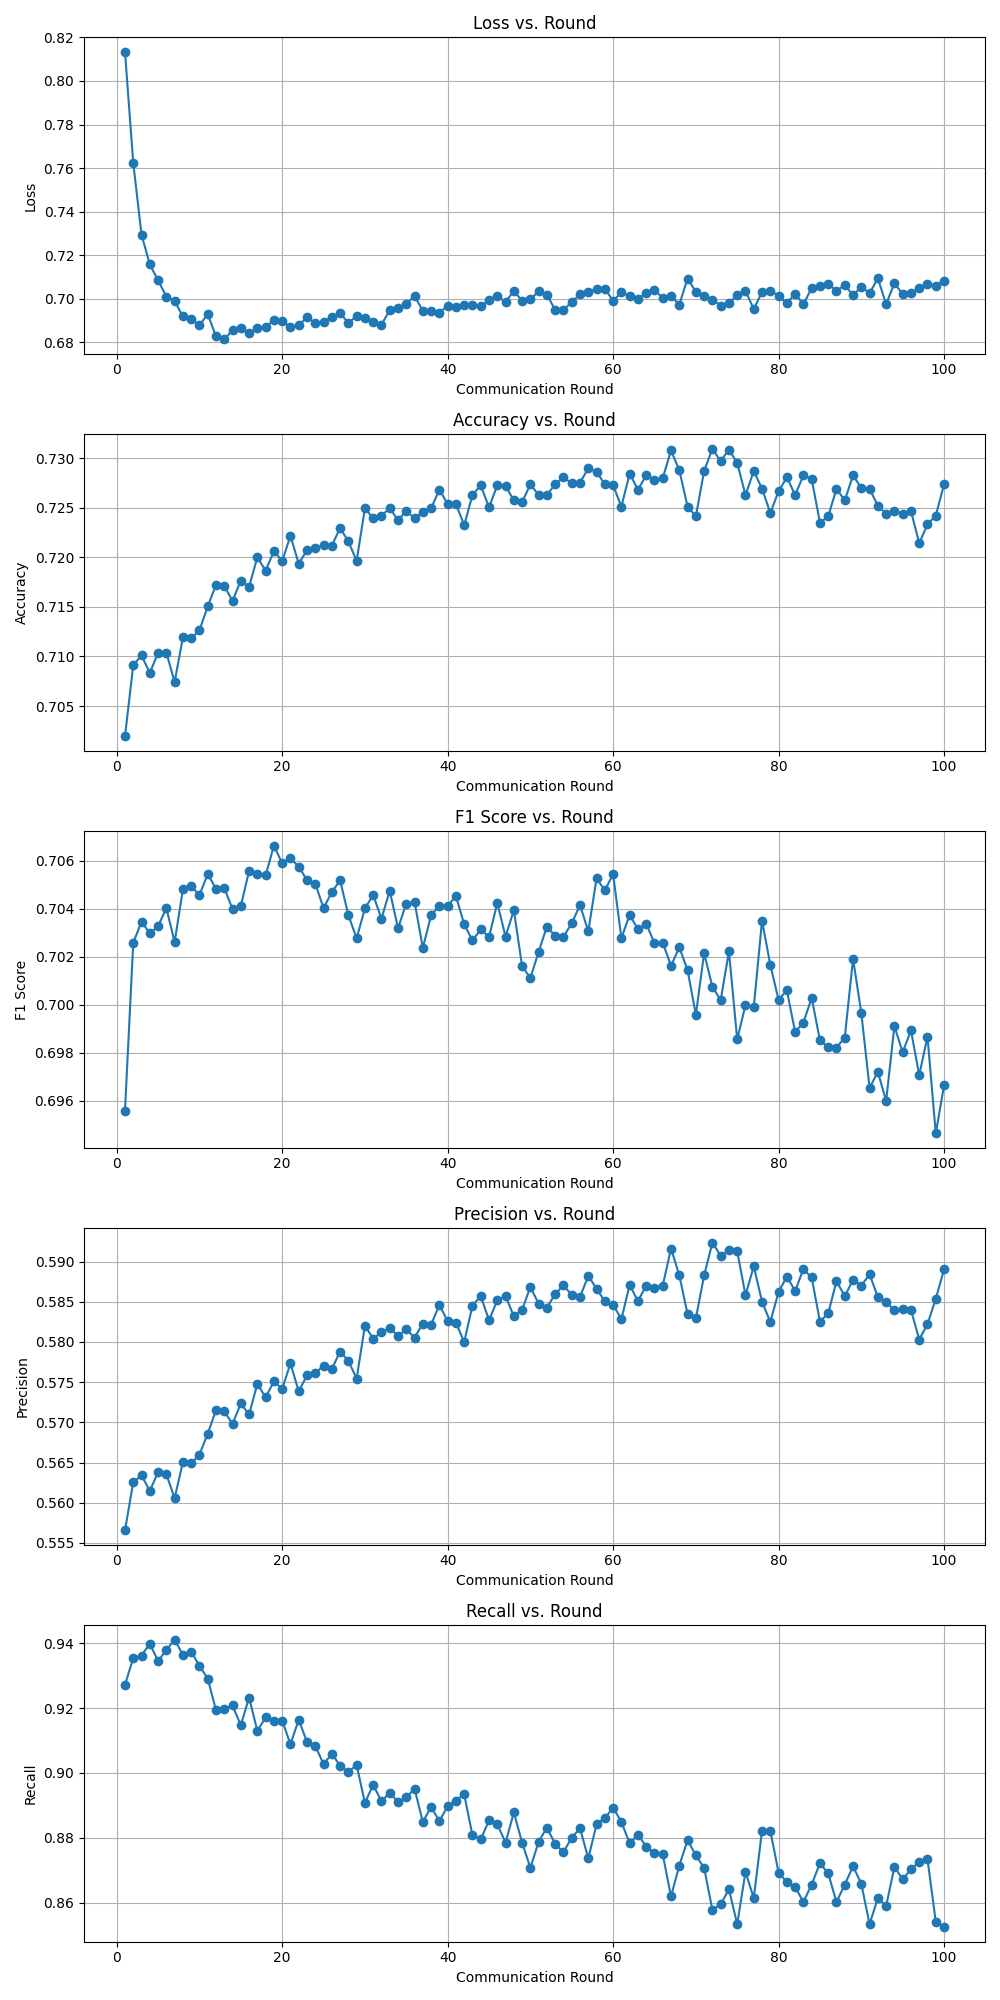 Loss vs. Round
0.82
0.80
0.78
0.76
0.74
0.72
0.70
0.68
Loss
0 20 40 60 80 100
Communication Round
Accuracy vs. Round
0.730
0.725
0.720
0.715
0.710
0.705
Accuracy
0 20 40 60 80 100
Communication Round
F1 Score vs. Round
0.706
0.704
0.702
0.700
0.698
0.696
F1 Score
0 20 40 60 80 100
Communication Round
Precision vs. Round
0.590
0.585
0.580
0.575
0.570
0.565
0.560
0.555
Precision
0 20 40 60 80 100
Communication Round
Recall vs. Round
0.94
0.92
0.90
0.88
0.86
Recall
0 20 40 60 80 100
Communication Round